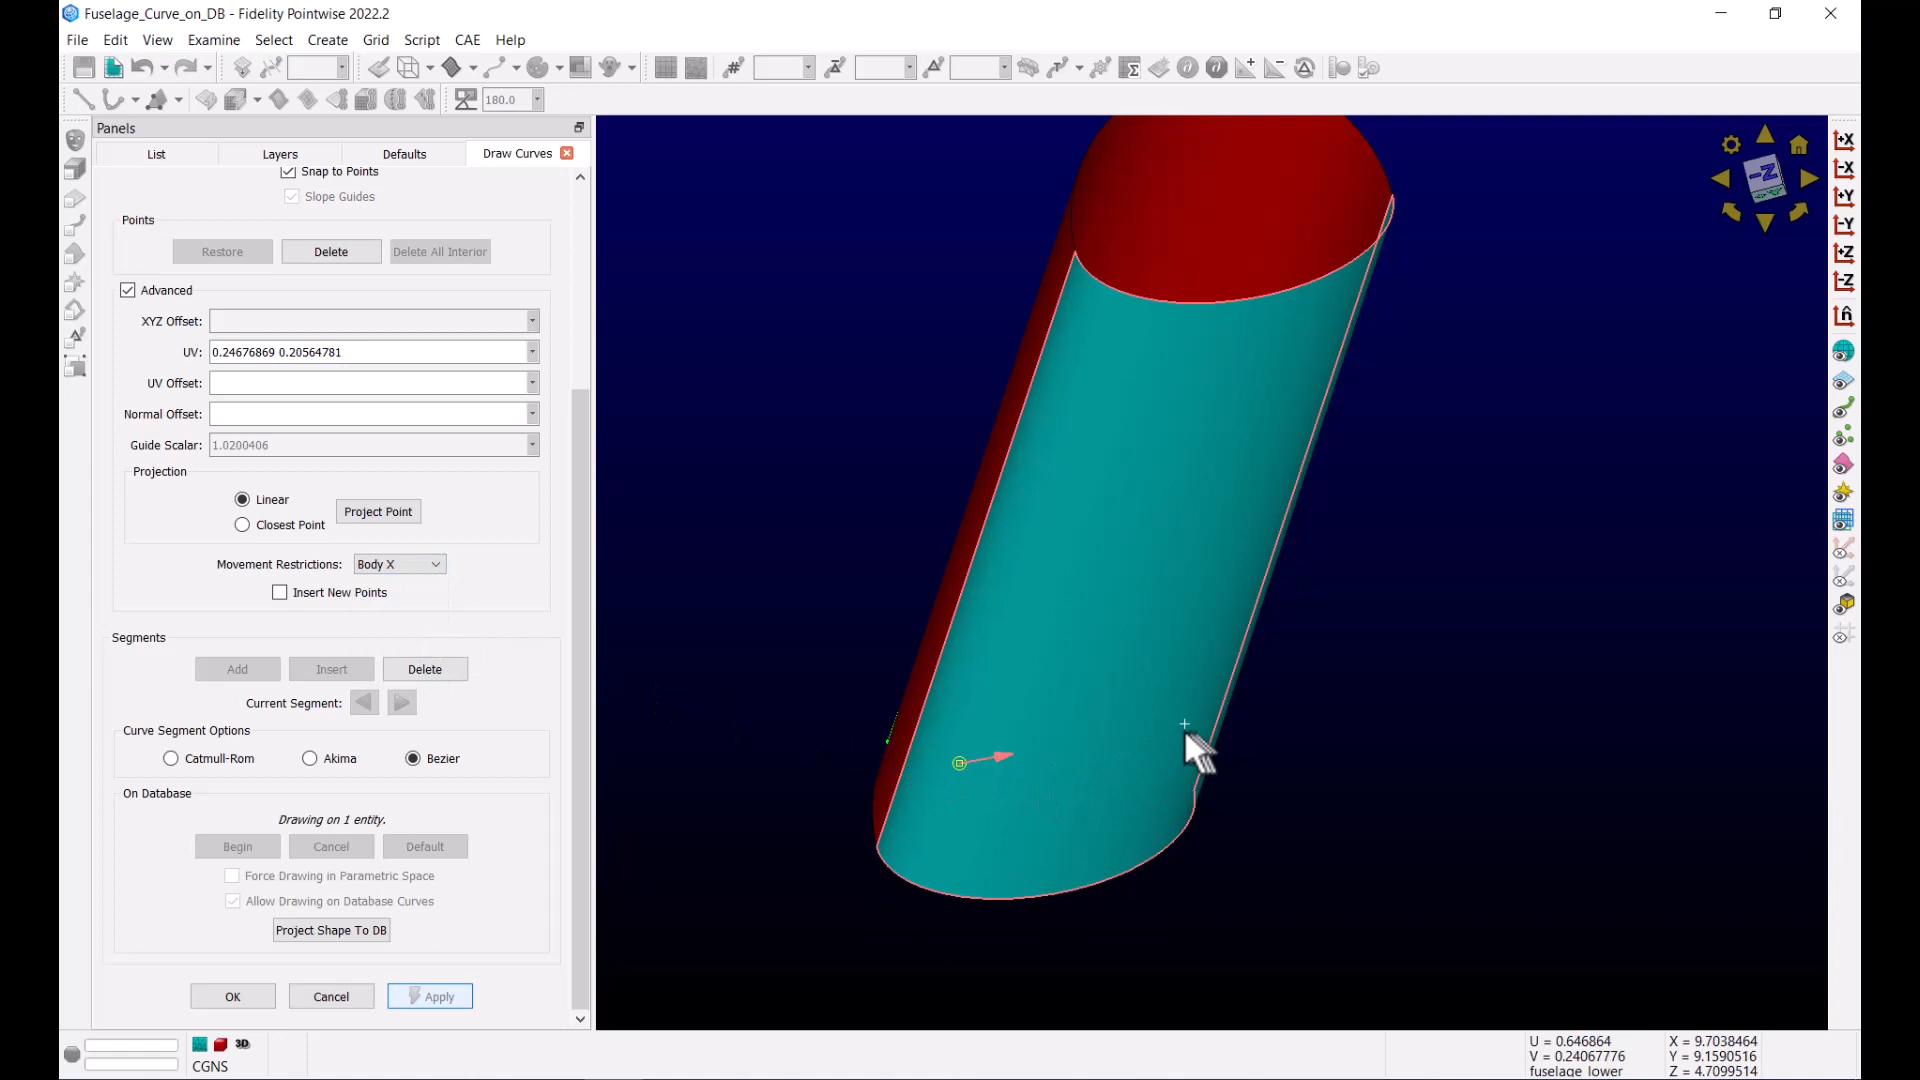 Fuselage_Curve_on_DB - Fidelity Pointwise 2022.2
File Edit View Examine Select Create Grid Script CAE Help
180.0
Panels
List Layers Defaults Draw Curves
Snap to Points
Slope Guides
Points
Restore Delete Delete All Interior
Advanced
XYZ Offset:
UV: 0.24676869 0.20564781
UV Offset:
Normal Offset:
Guide Scalar: 1.0200406
Projection
Linear
Project Point
Closest Point
Movement Restrictions: Body X
Insert New Points
Segments
Add Insert Delete
Current Segment:
Curve Segment Options
Catmull-Rom Akima Bezier
On Database
Drawing on 1 entity.
Begin Cancel Default
Force Drawing in Parametric Space
Allow Drawing on Database Curves
Project Shape To DB
OK Cancel Apply
-Z
+X
-X
+Y
-Y
+Z
-Z
n̂
3D
CGNS
U = 0.646864 X = 9.7038464
V = 0.24067776 Y = 9.1590516
fuselage lower Z = 4.7099514